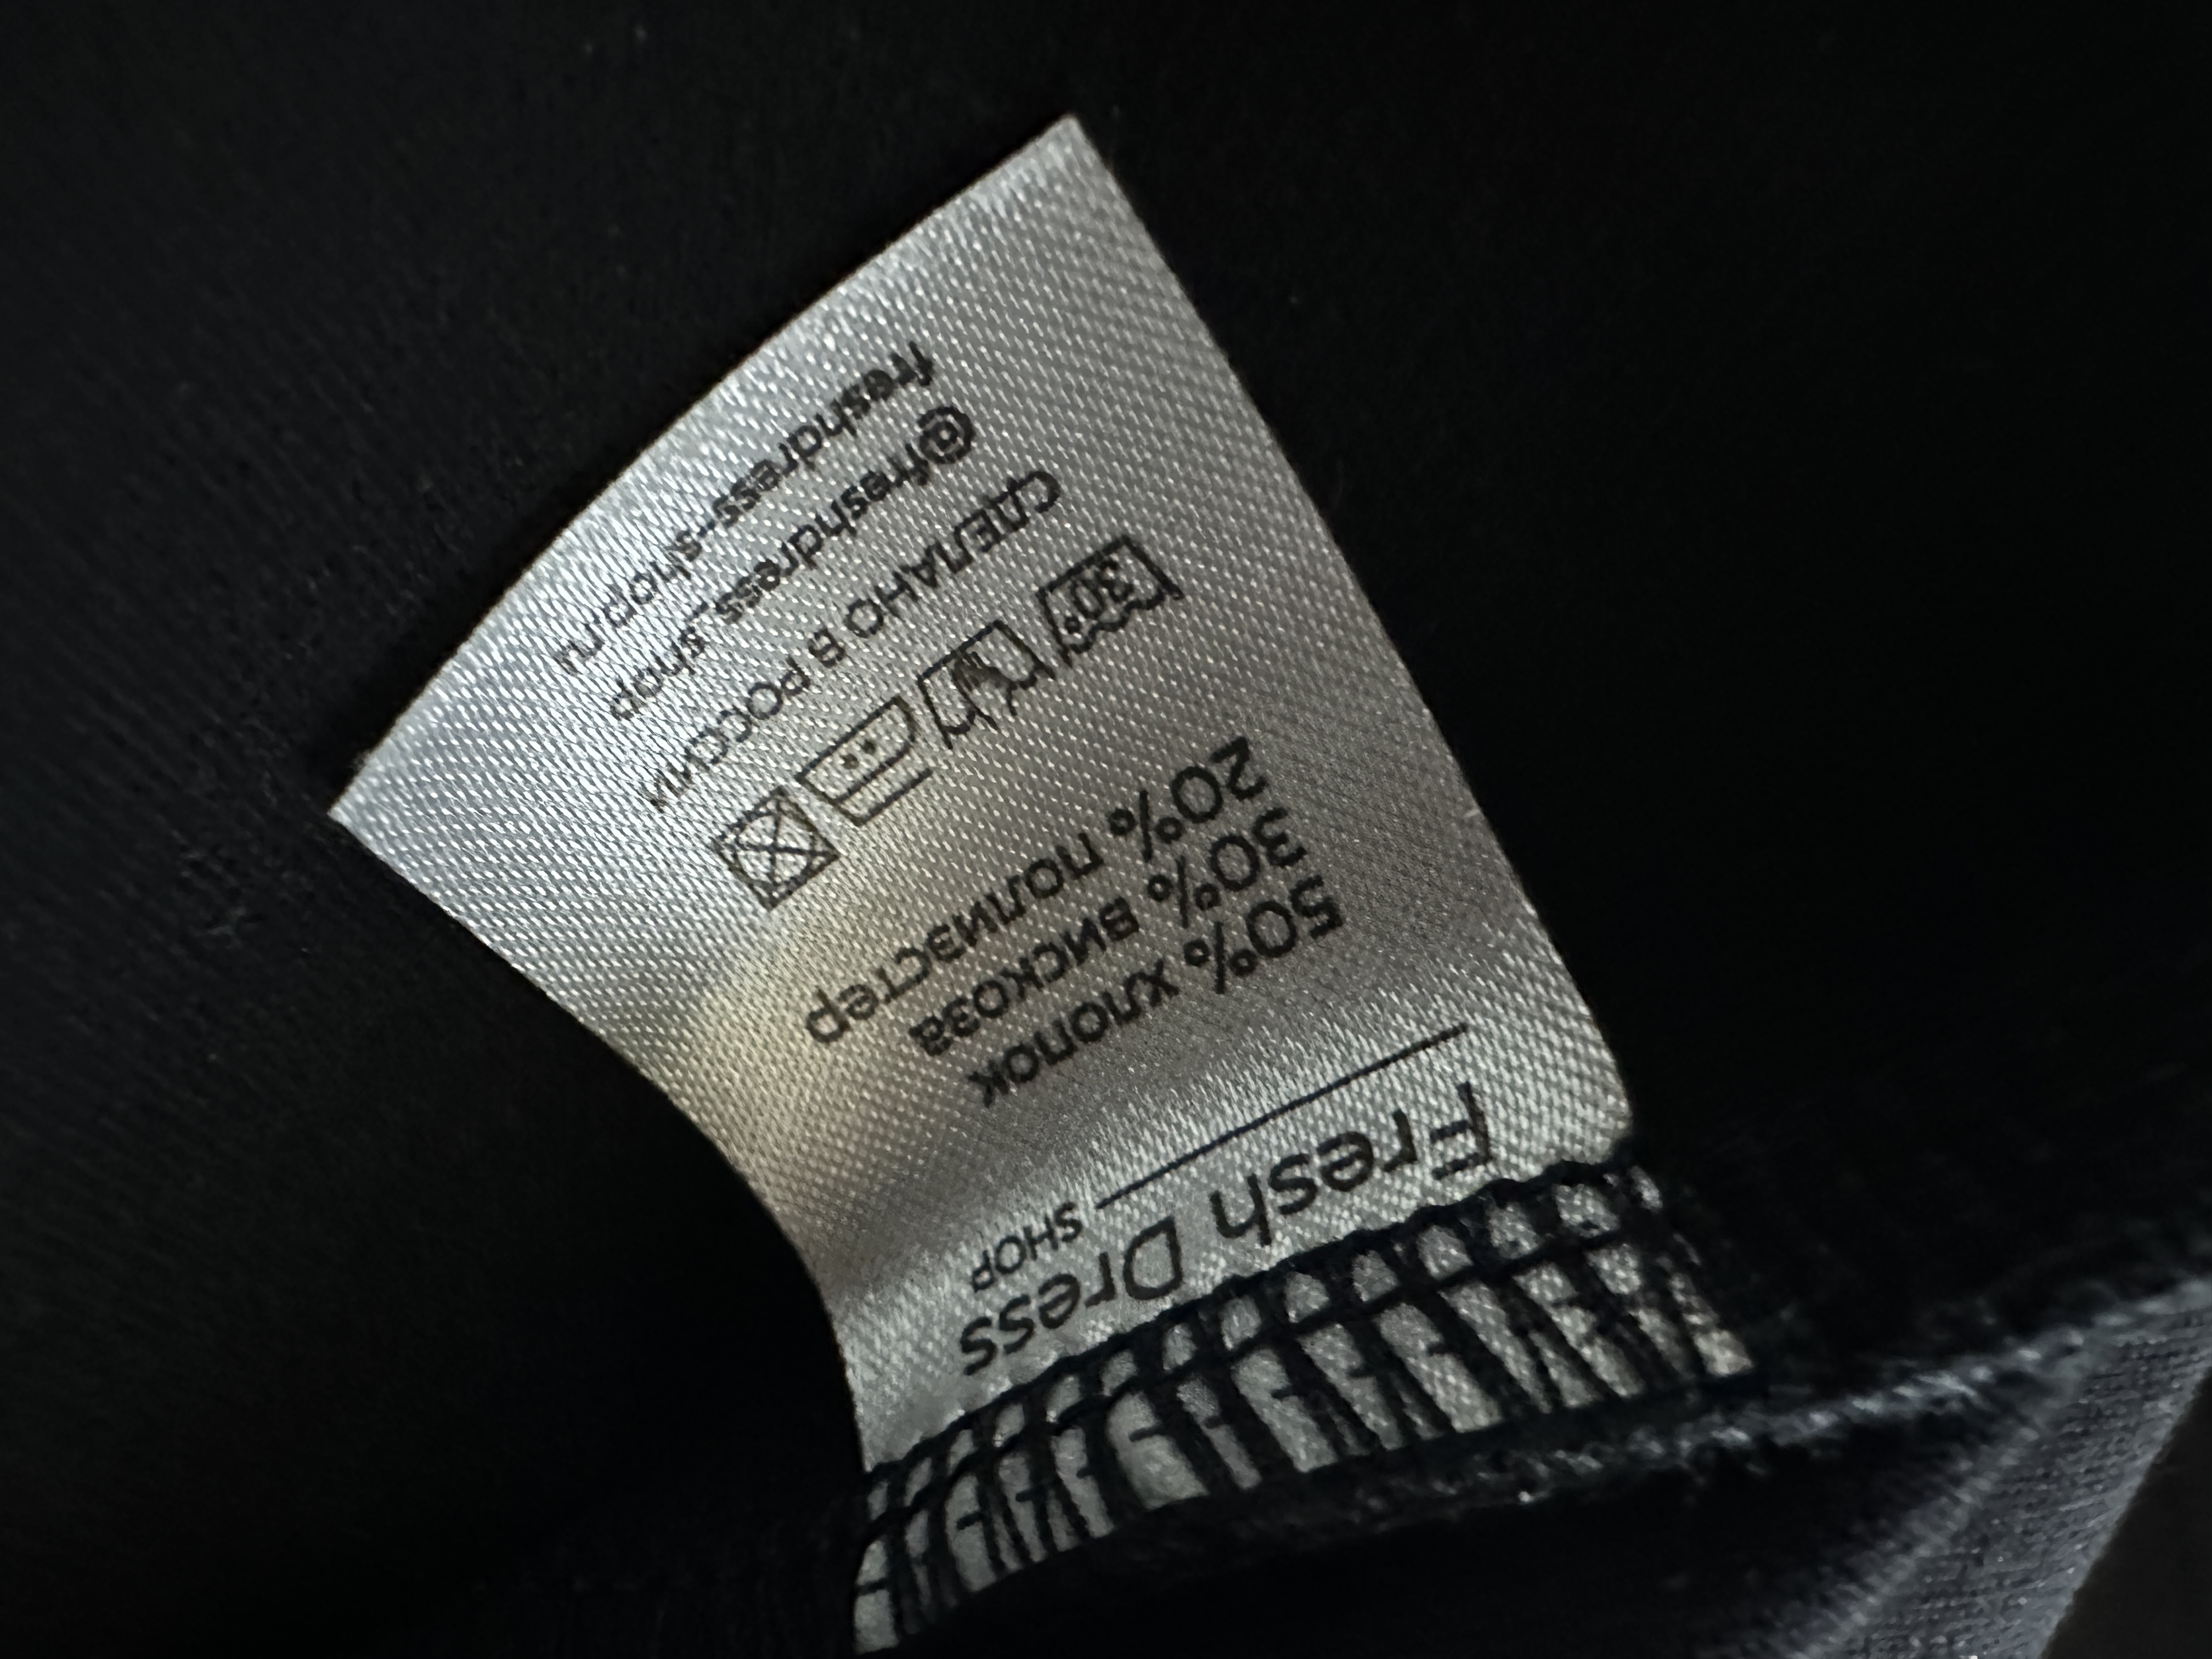 Fresh Dress
SHOP
50% хлопок
30% вискоза
20% полиэстер
30°
СДЕЛАНО В РОССИИ
@freshdress_shop
freshdress-shop.ru